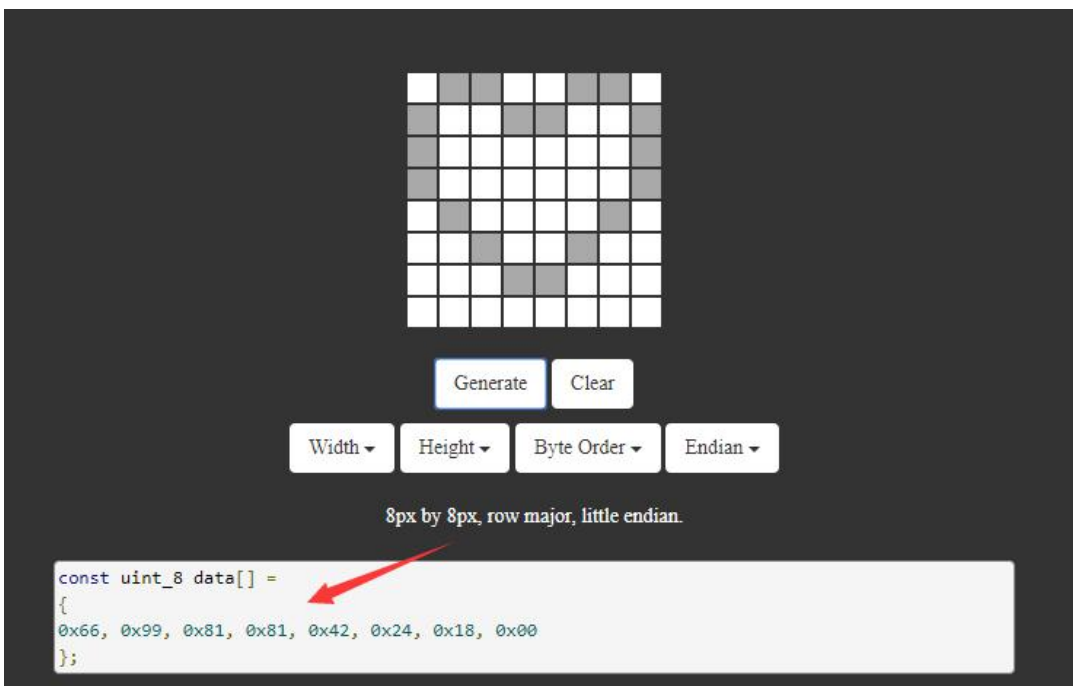 Generate Clear
Width Height Byte Order Endian
8px by 8px, row major, little endian.
const uint_8 data[] =
{
0x66, 0x99, 0x81, 0x81, 0x42, 0x24, 0x18, 0x00
};